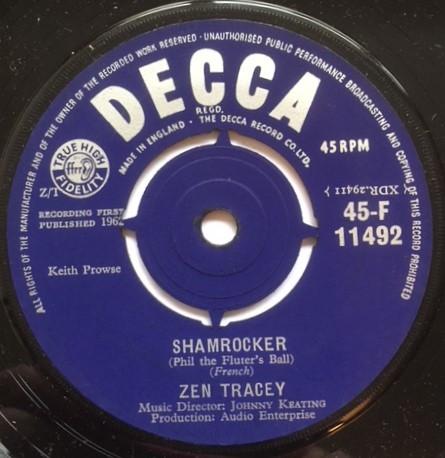 ALL RIGHTS OF THE MANUFACTURER AND OF THE OWNER OF THE RECORDED WORK RESERVED · UNAUTHORISED PUBLIC PERFORMANCE BROADCASTING AND COPYING OF THIS RECORD PROHIBITED
DECCA
REGD.
MADE IN ENGLAND · THE DECCA RECORD CO. LTD.
TRUE HIGH
ffrr
FIDELITY
45 RPM
Z/T
XDR.29411
RECORDING FIRST
PUBLISHED 1962
45-F
11492
Keith Prowse
SHAMROCKER
(Phil the Fluter's Ball)
(French)
ZEN TRACEY
Music Director: JOHNNY KEATING
Production: Audio Enterprise